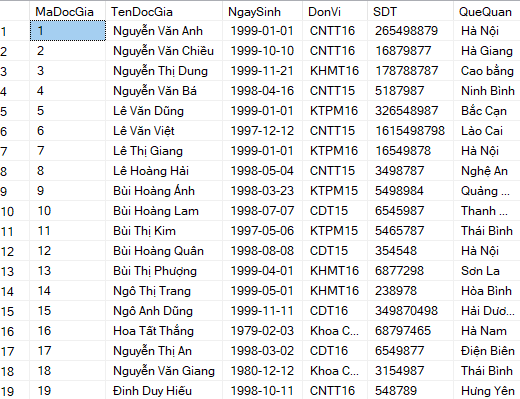 MaDocGia TenDocGia NgaySinh DonVi SDT QueQuan
1 1 Nguyễn Văn Anh 1999-01-01 CNTT16 265498879 Hà Nội
2 2 Nguyễn Văn Chiều 1999-10-10 CNTT16 16879877 Hà Giang
3 3 Nguyễn Thị Dung 1999-11-21 KHMT16 178788787 Cao bằng
4 4 Nguyễn Văn Bá 1998-04-16 CNTT15 5187987 Ninh Bình
5 5 Lê Văn Dũng 1999-01-01 KTPM16 326548987 Bắc Cạn
6 6 Lê Văn Việt 1997-12-12 CNTT15 1615498798 Lào Cai
7 7 Lê Thị Giang 1999-01-01 KTPM16 16549878 Hà Nội
8 8 Lê Hoàng Hải 1998-05-04 CNTT15 3498787 Nghệ An
9 9 Bùi Hoàng Ánh 1998-03-23 KTPM15 5498984 Quảng ...
10 10 Bùi Hoàng Lam 1998-07-07 CDT15 6545987 Thanh ...
11 11 Bùi Thị Kim 1997-05-06 KTPM15 5465787 Thái Bình
12 12 Bùi Hoàng Quân 1998-08-08 CDT15 354548 Hà Nội
13 13 Bùi Thị Phượng 1999-04-01 KHMT16 6877298 Sơn La
14 14 Ngô Thị Trang 1999-05-01 KHMT16 238978 Hòa Bình
15 15 Ngô Anh Dũng 1999-11-11 CDT16 349870498 Hải Dươ...
16 16 Hoa Tất Thắng 1979-02-03 Khoa C... 68797465 Hà Nam
17 17 Nguyễn Thị An 1998-03-02 CDT16 6549877 Điện Biên
18 18 Nguyễn Văn Giang 1980-12-12 Khoa C... 3154987 Thái Bình
19 19 Đinh Duy Hiếu 1998-10-11 CNTT16 548789 Hưng Yên